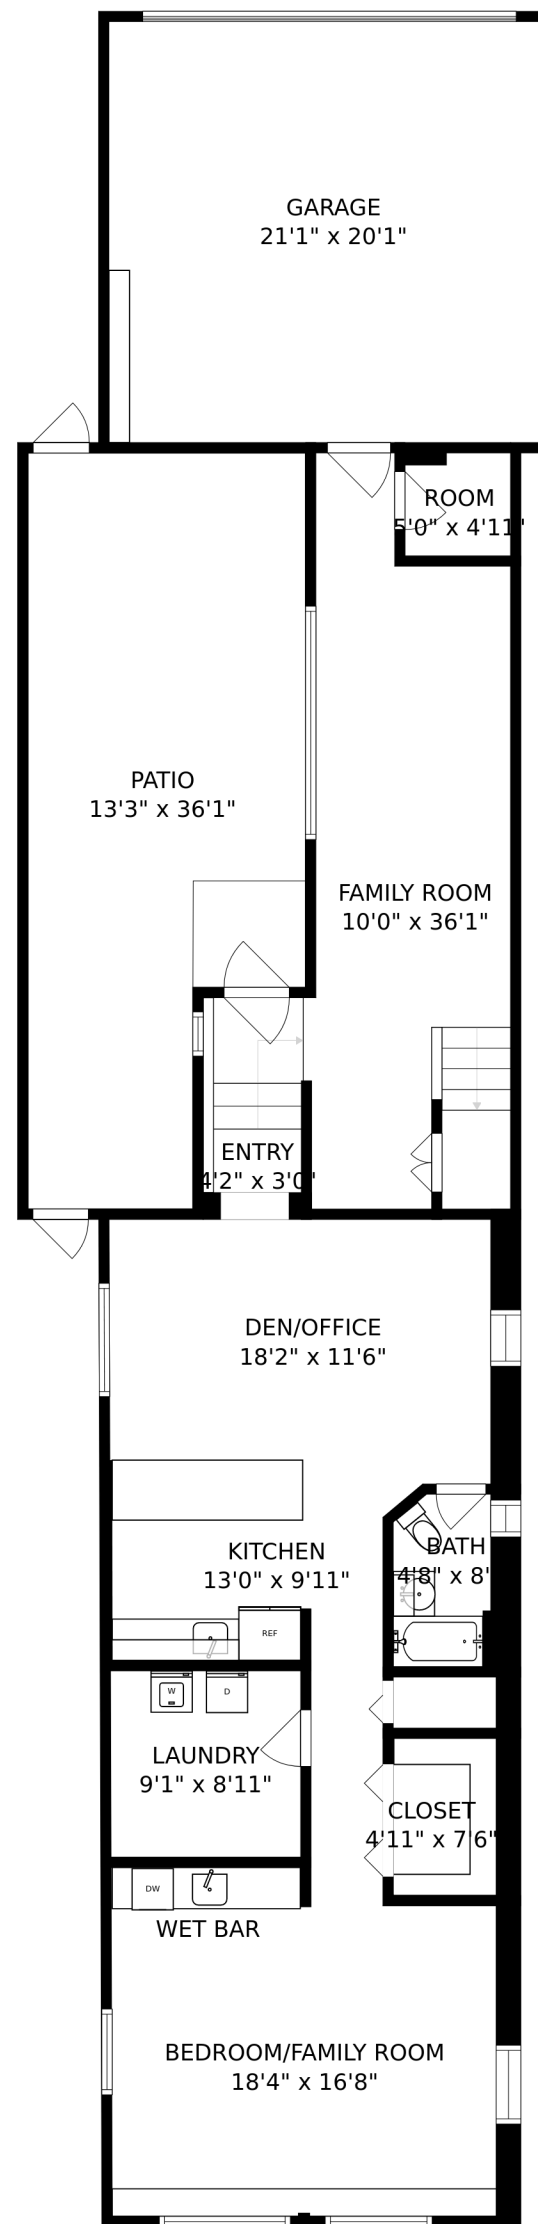 GARAGE
21'1" x 20'1"
ROOM
5'0" x 4'11"
PATIO
13'3" x 36'1"
FAMILY ROOM
10'0" x 36'1"
ENTRY
4'2" x 3'0"
DEN/OFFICE
18'2" x 11'6"
BATH
4'8" x 8'
KITCHEN
13'0" x 9'11"
REF
W
D
LAUNDRY
9'1" x 8'11"
CLOSET
4'11" x 7'6"
DW
WET BAR
BEDROOM/FAMILY ROOM
18'4" x 16'8"